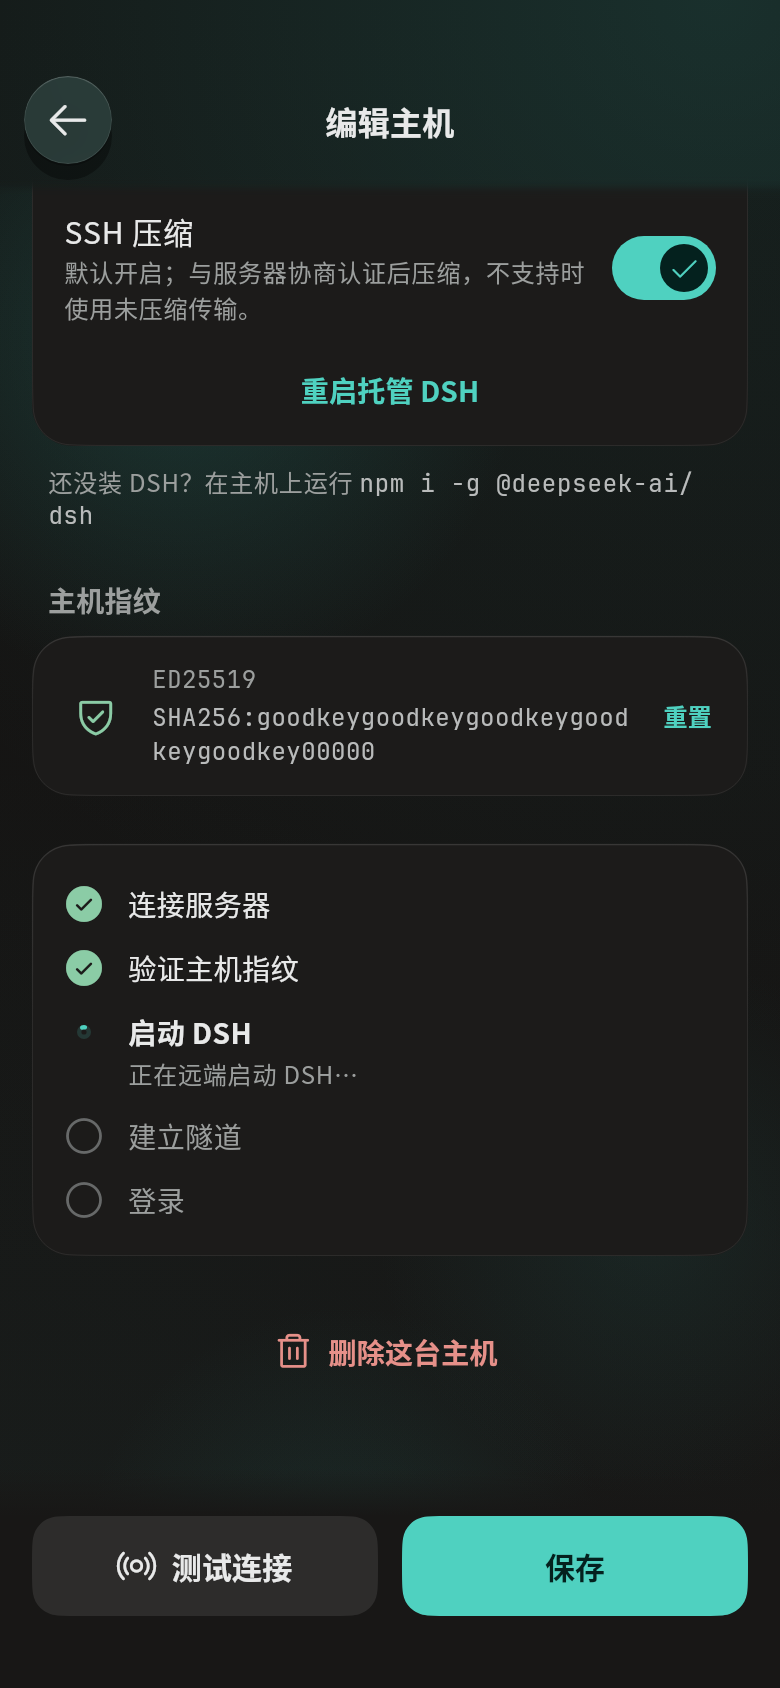 编辑主机
SSH 压缩
默认开启；与服务器协商认证后压缩，不支持时
使用未压缩传输。
重启托管 DSH
还没装 DSH？在主机上运行 npm i -g @deepseek-ai/
dsh
主机指纹
ED25519
SHA256:goodkeygoodkeygoodkeygood
keygoodkey00000
重置
连接服务器
验证主机指纹
启动 DSH
正在远端启动 DSH…
建立隧道
登录
删除这台主机
测试连接
保存